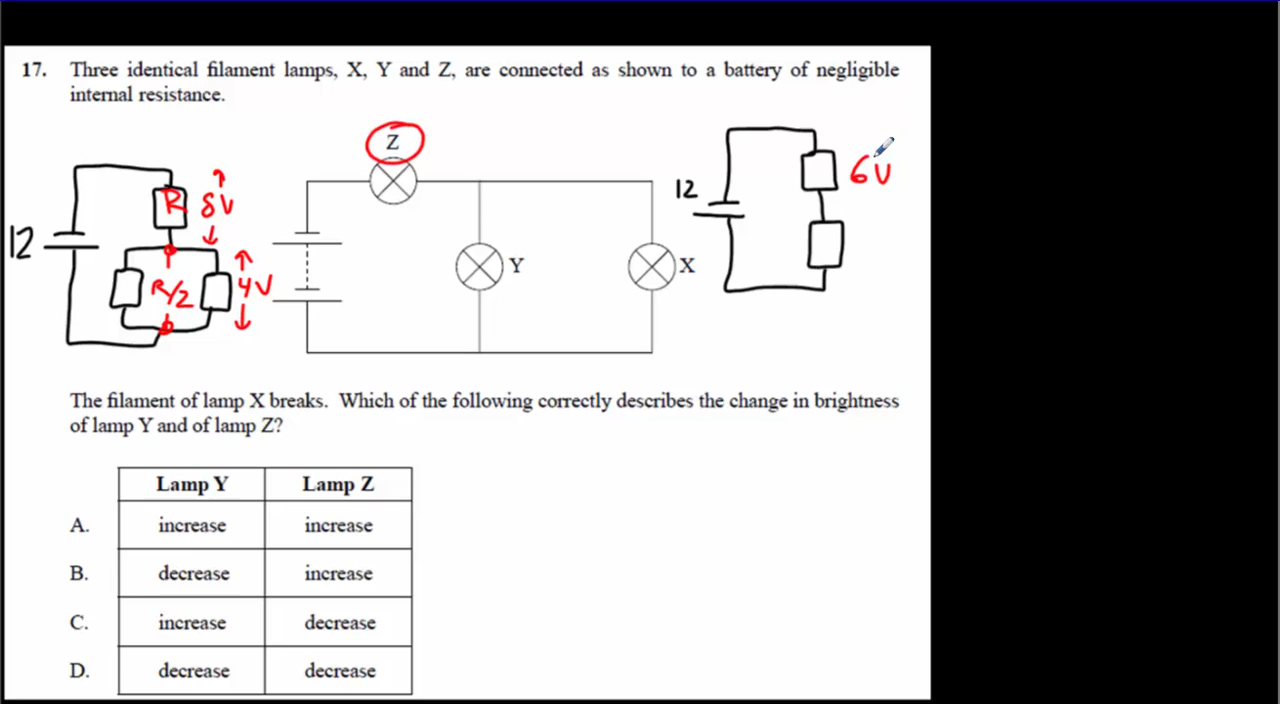 17. Three identical filament lamps, X, Y and Z, are connected as shown to a battery of negligible
internal resistance.
Z
Y
X
12
R
8V
R/2
4V
12
6V
The filament of lamp X breaks. Which of the following correctly describes the change in brightness
of lamp Y and of lamp Z?
Lamp Y Lamp Z
A. increase increase
B. decrease increase
C. increase decrease
D. decrease decrease